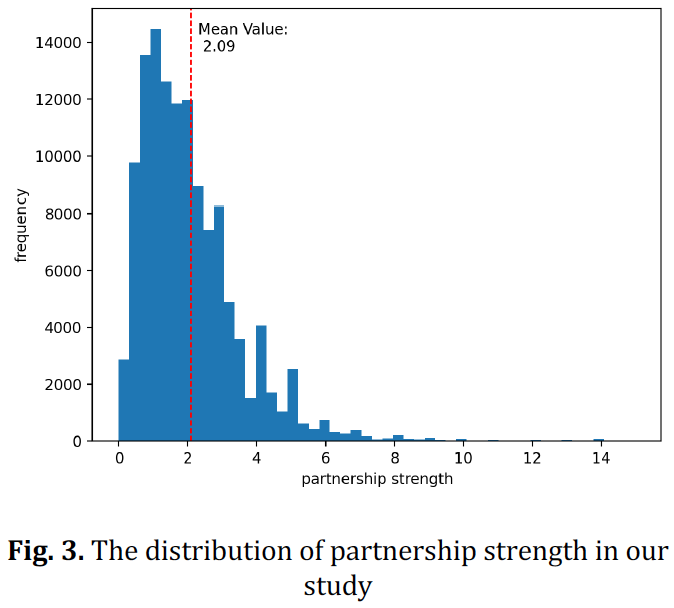 Mean Value:
2.09
14000
12000
10000
8000
6000
4000
2000
0
frequency
0 2 4 6 8 10 12 14
partnership strength
Fig. 3. The distribution of partnership strength in our
study